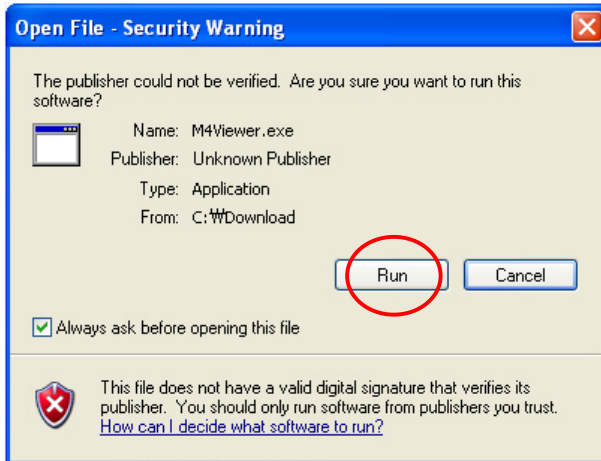 Open File - Security Warning
The publisher could not be verified.  Are you sure you want to run this
software?
Name: M4Viewer.exe
Publisher: Unknown Publisher
Type: Application
From: C:₩Download
Run
Cancel
Always ask before opening this file
This file does not have a valid digital signature that verifies its
publisher.  You should only run software from publishers you trust.
How can I decide what software to run?